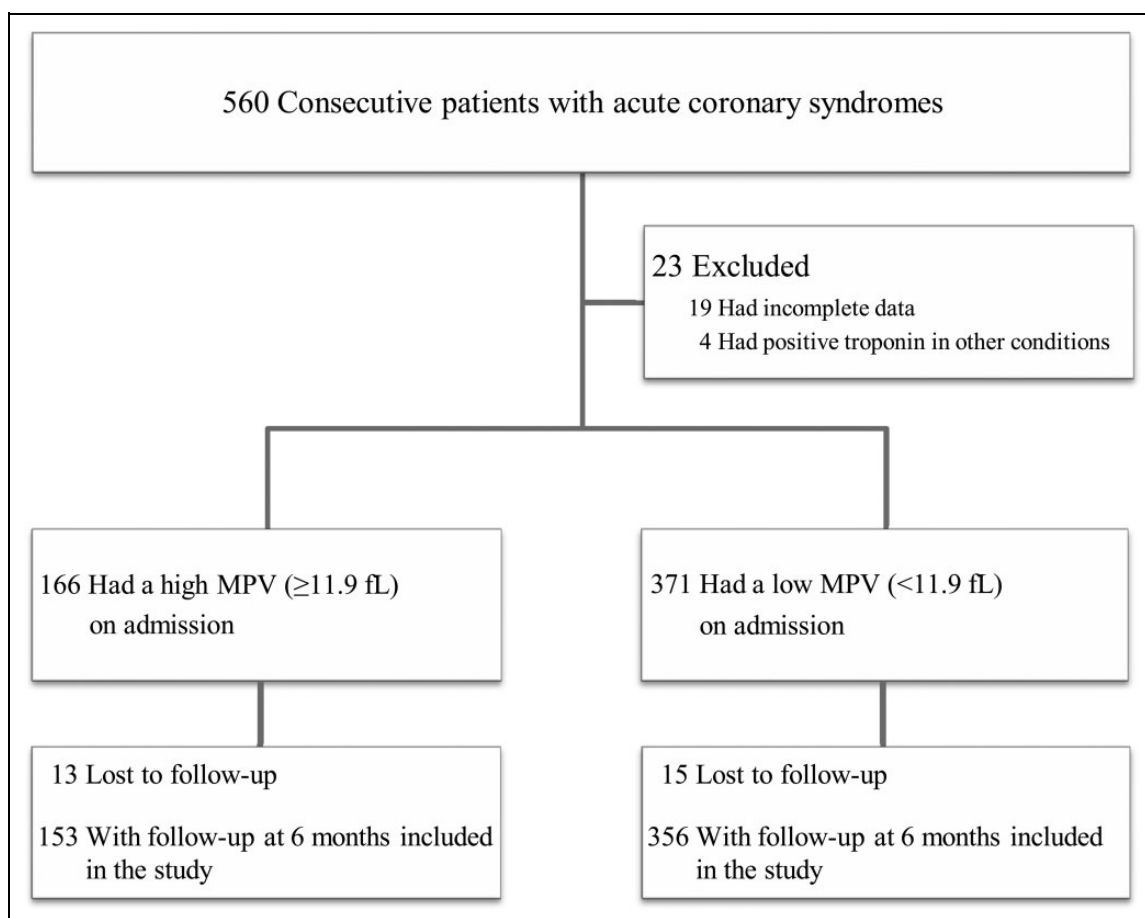 560 Consecutive patients with acute coronary syndromes
23 Excluded
19 Had incomplete data
4 Had positive troponin in other conditions
166 Had a high MPV (≥11.9 fL)
on admission
371 Had a low MPV (<11.9 fL)
on admission
13 Lost to follow-up
153 With follow-up at 6 months included
in the study
15 Lost to follow-up
356 With follow-up at 6 months included
in the study